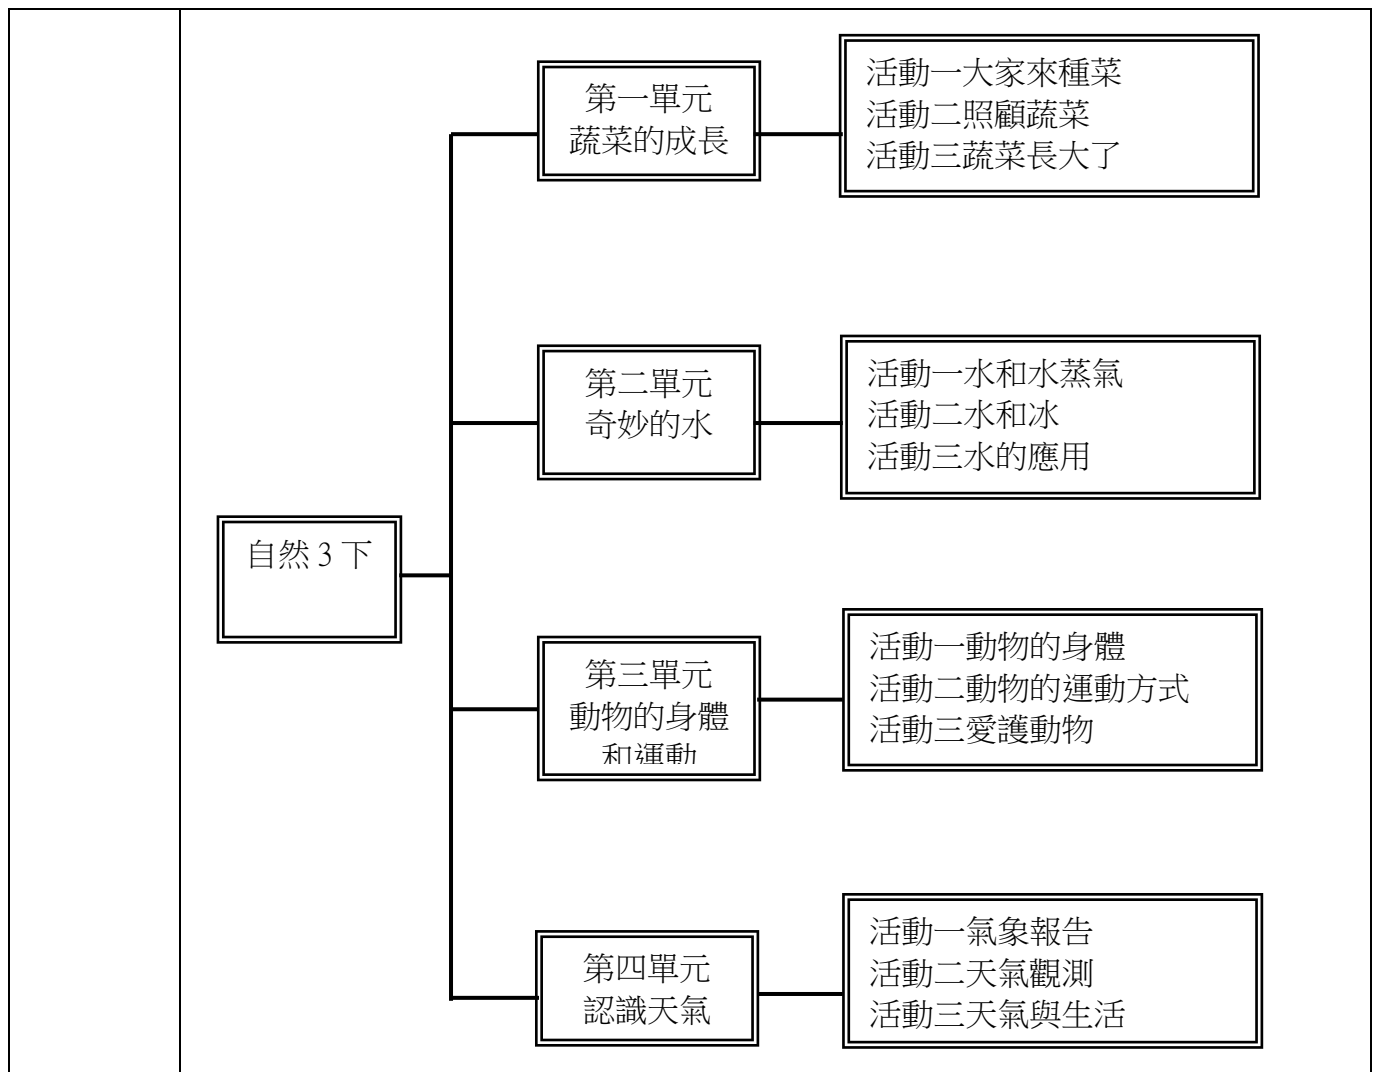 第一單元
蔬菜的成長
活動一大家來種菜
活動二照顧蔬菜
活動三蔬菜長大了
第二單元
奇妙的水
活動一水和水蒸氣
活動二水和冰
活動三水的應用
自然 3 下
第三單元
動物的身體
和運動
活動一動物的身體
活動二動物的運動方式
活動三愛護動物
第四單元
認識天氣
活動一氣象報告
活動二天氣觀測
活動三天氣與生活